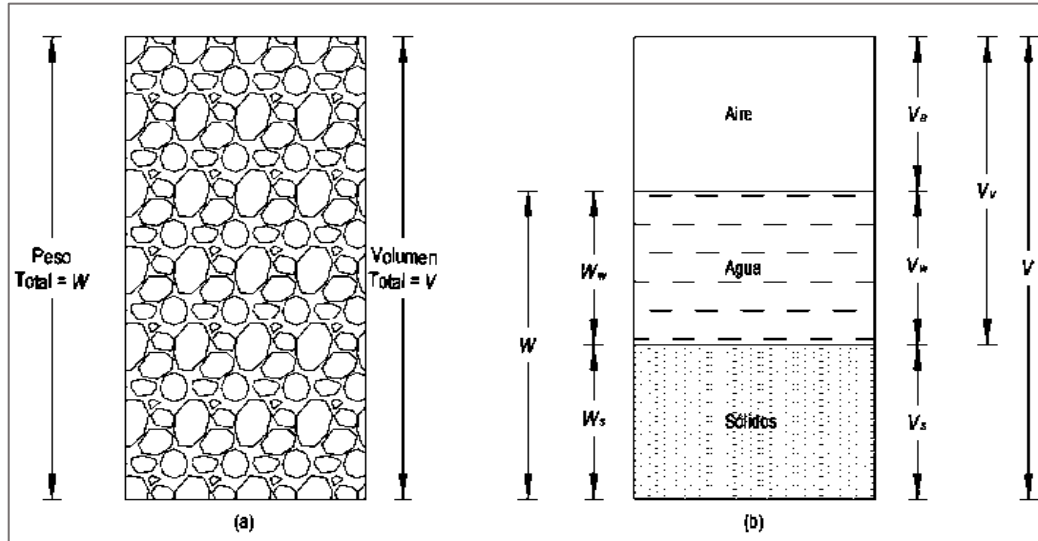 Peso
Total = W
Volumen
Total = V
(a)
W
Ww
Ws
Aire
Agua
Sólidos
Va
Vw
Vs
Vv
V
(b)